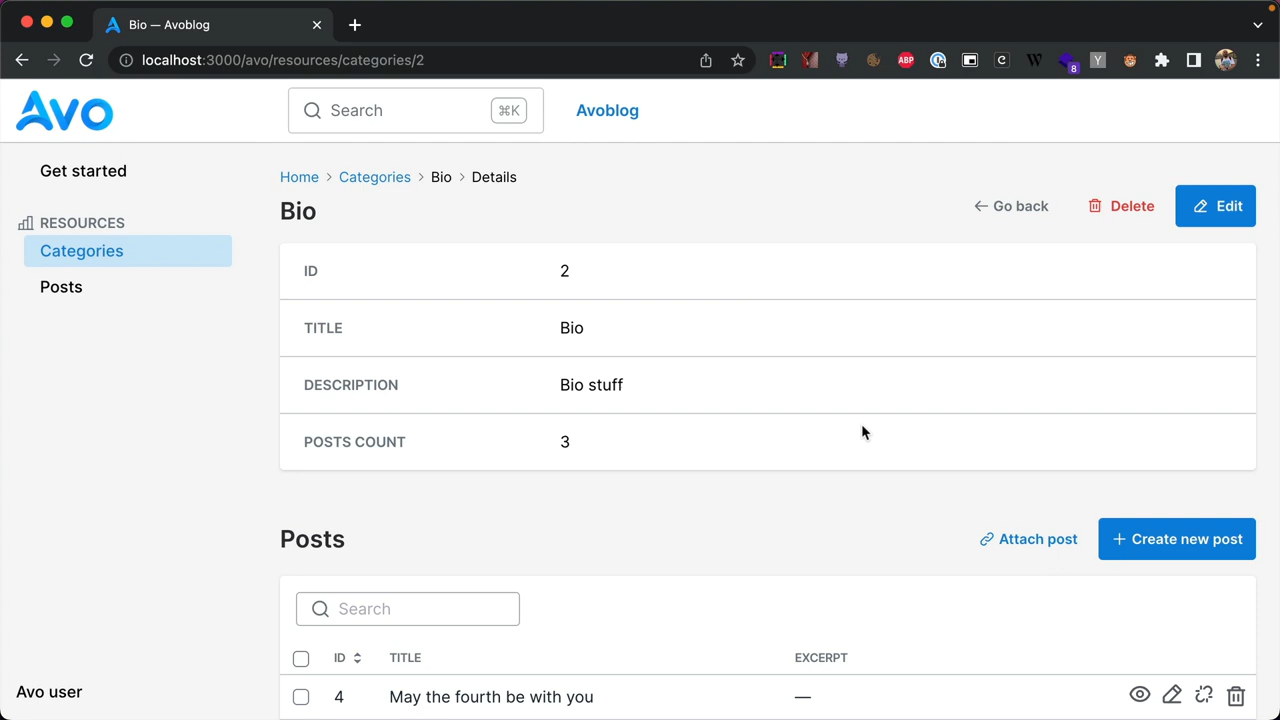 Bio — Avoblog
localhost:3000/avo/resources/categories/2
ABP
C
W
8
Y
Avo
Search
⌘K
Avoblog
Get started
RESOURCES
Categories
Posts
Home > Categories > Bio > Details
Bio
Go back
Delete
Edit
ID 2
TITLE Bio
DESCRIPTION Bio stuff
POSTS COUNT 3
Posts
Attach post
+ Create new post
Search
ID TITLE EXCERPT
4 May the fourth be with you —
Avo user